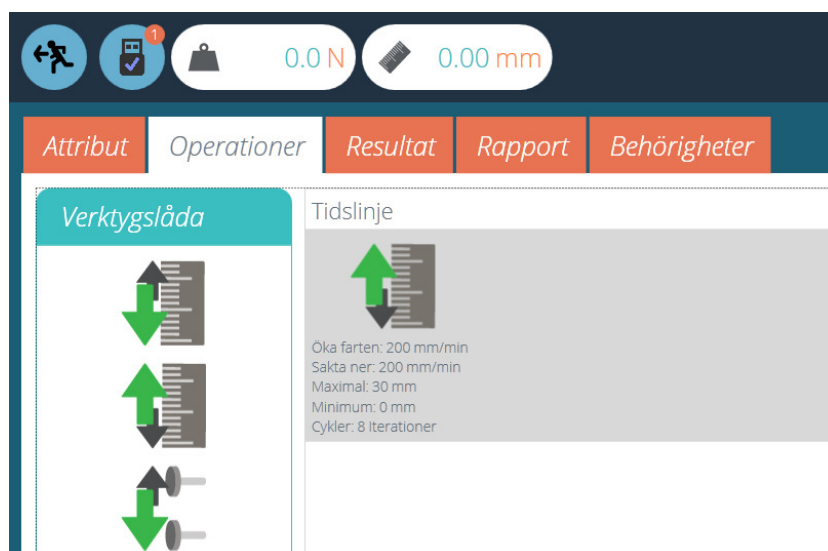 1
0.0 N
0.00 mm
Attribut
Operationer
Resultat
Rapport
Behörigheter
Verktygslåda
Tidslinje
Öka farten: 200 mm/min
Sakta ner: 200 mm/min
Maximal: 30 mm
Minimum: 0 mm
Cykler: 8 Iterationer